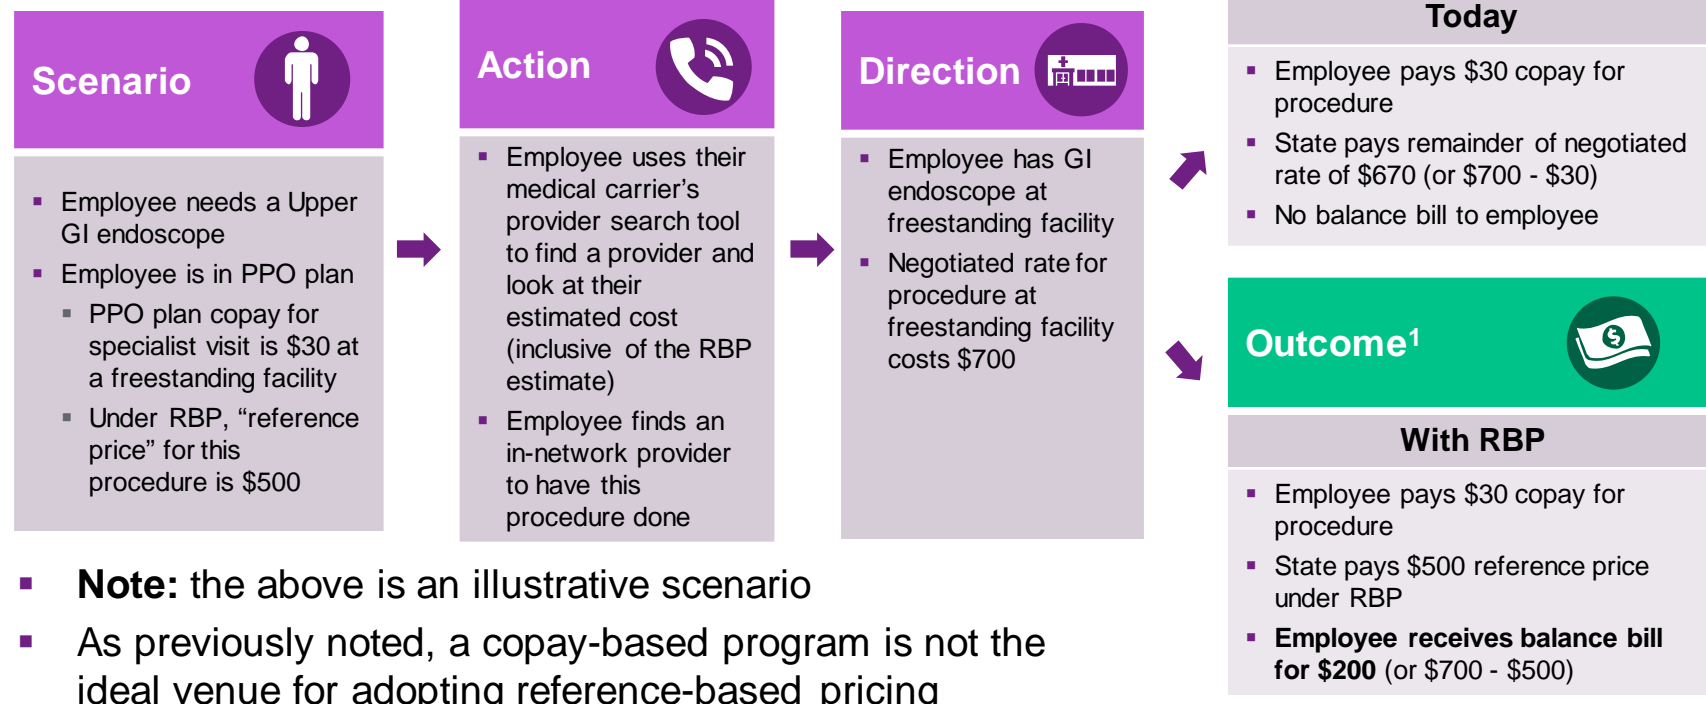 Scenario
Employee needs a Upper
GI endoscope
Employee is in PPO plan
PPO plan copay for
specialist visit is $30 at
a freestanding facility
Under RBP, “reference
price” for this
procedure is $500
Action
Employee uses their
medical carrier’s
provider search tool
to find a provider and
look at their
estimated cost
(inclusive of the RBP
estimate)
Employee finds an
in-network provider
to have this
procedure done
Direction
Employee has GI
endoscope at
freestanding facility
Negotiated rate for
procedure at
freestanding facility
costs $700
Today
Employee pays $30 copay for
procedure
State pays remainder of negotiated
rate of $670 (or $700 - $30)
No balance bill to employee
Outcome¹
With RBP
Employee pays $30 copay for
procedure
State pays $500 reference price
under RBP
Employee receives balance bill
for $200 (or $700 - $500)
Note: the above is an illustrative scenario
As previously noted, a copay-based program is not the
ideal venue for adopting reference-based pricing